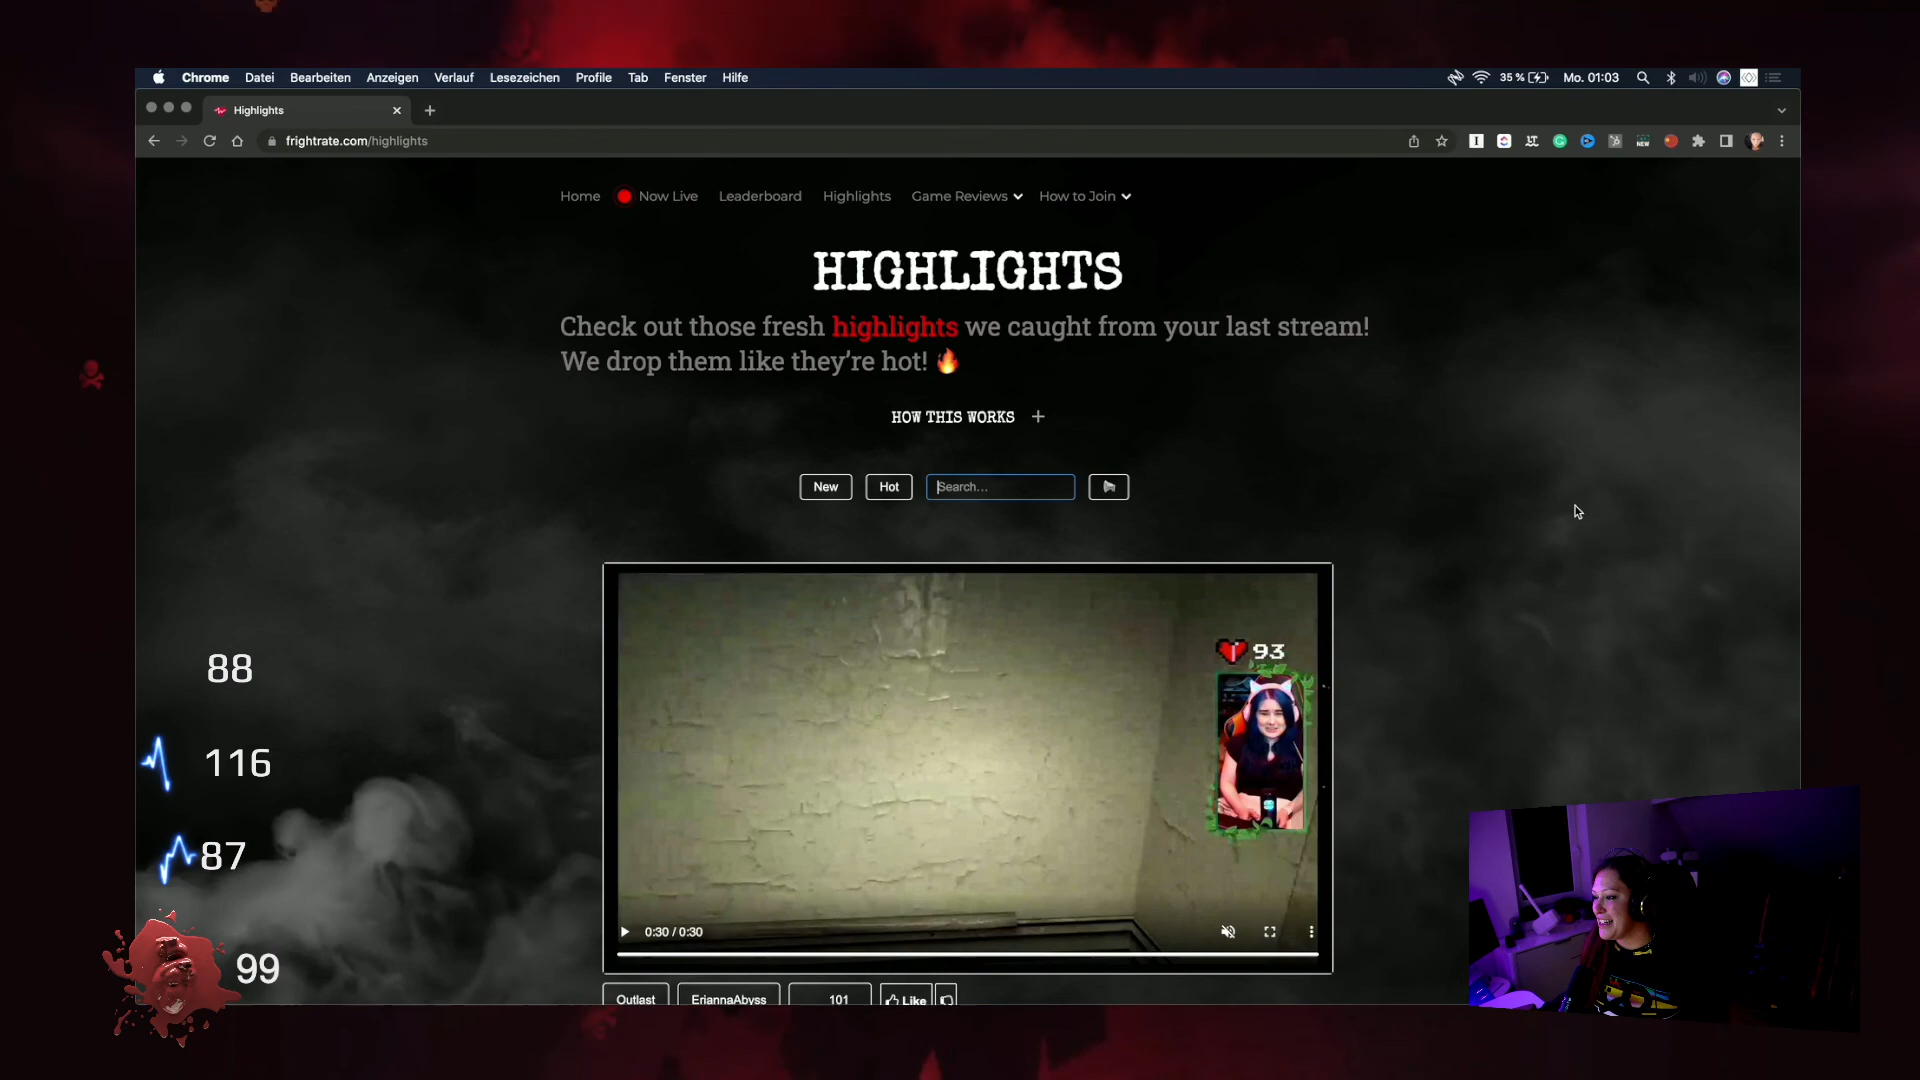 Chrome Datei Bearbeiten Anzeigen Verlauf Lesezeichen Profile Tab Fenster Hilfe 35 % Mo. 01:03
Highlights
frightrate.com/highlights
Home Now Live Leaderboard Highlights Game Reviews How to Join
HIGHLIGHTS
Check out those fresh highlights we caught from your last stream!
We drop them like they're hot! 🔥
HOW THIS WORKS +
New Hot Search...
93
88
116
87
99
0:30 / 0:30
Outlast EriannaAbyss 101 Like